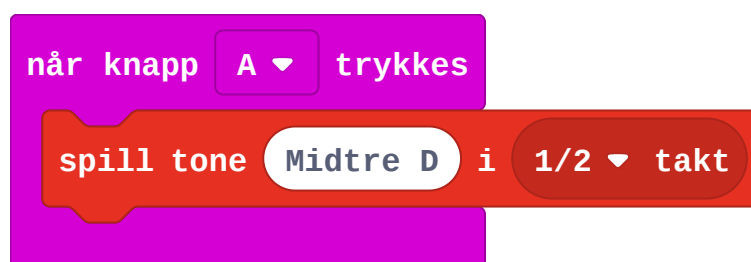 når knapp A trykkes
spill tone Midtre D i 1/2 takt